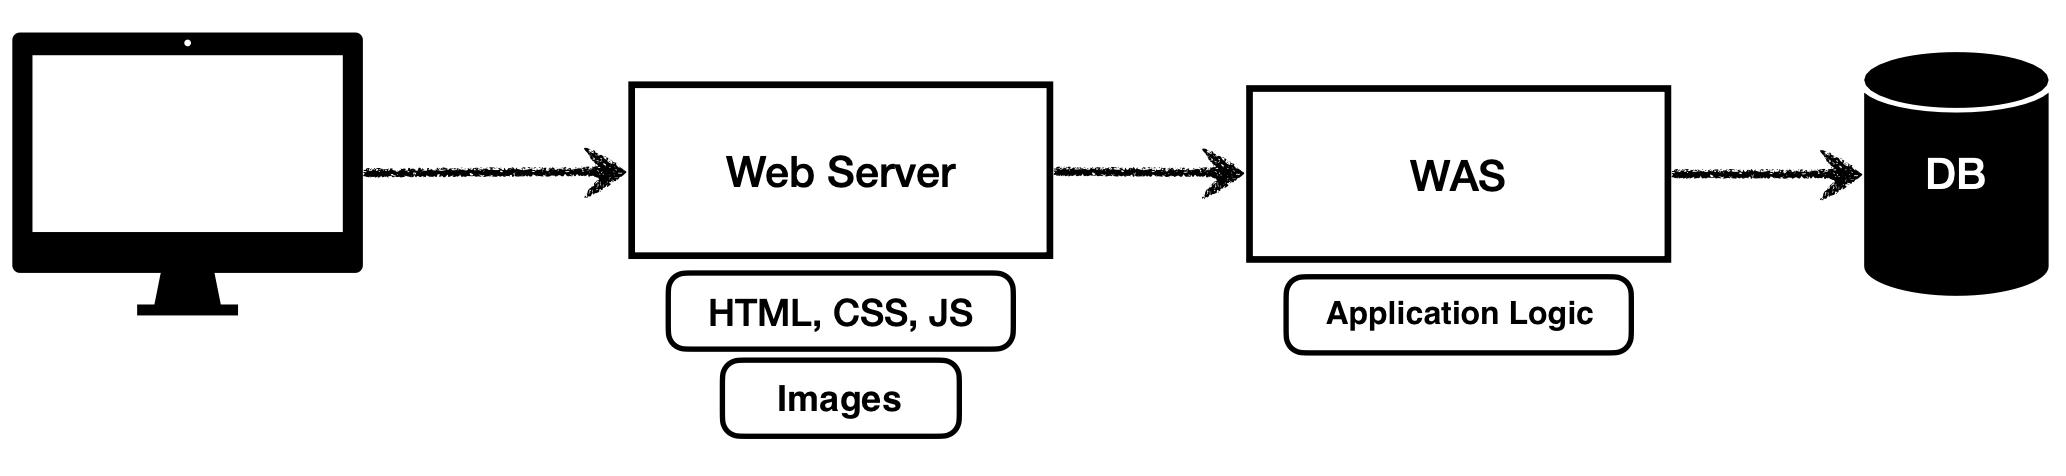 Web Server
WAS
DB
HTML, CSS, JS
Application Logic
Images